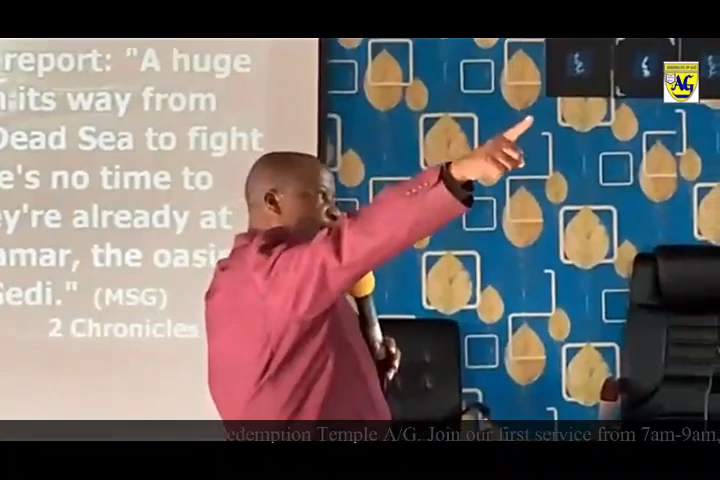 report: "A huge
its way from
Dead Sea to fight
e's no time to
ey're already at
amar, the oasis
Gedi." (MSG)
2 Chronicles
AG
edemption Temple A/G. Join our first service from 7am-9am,